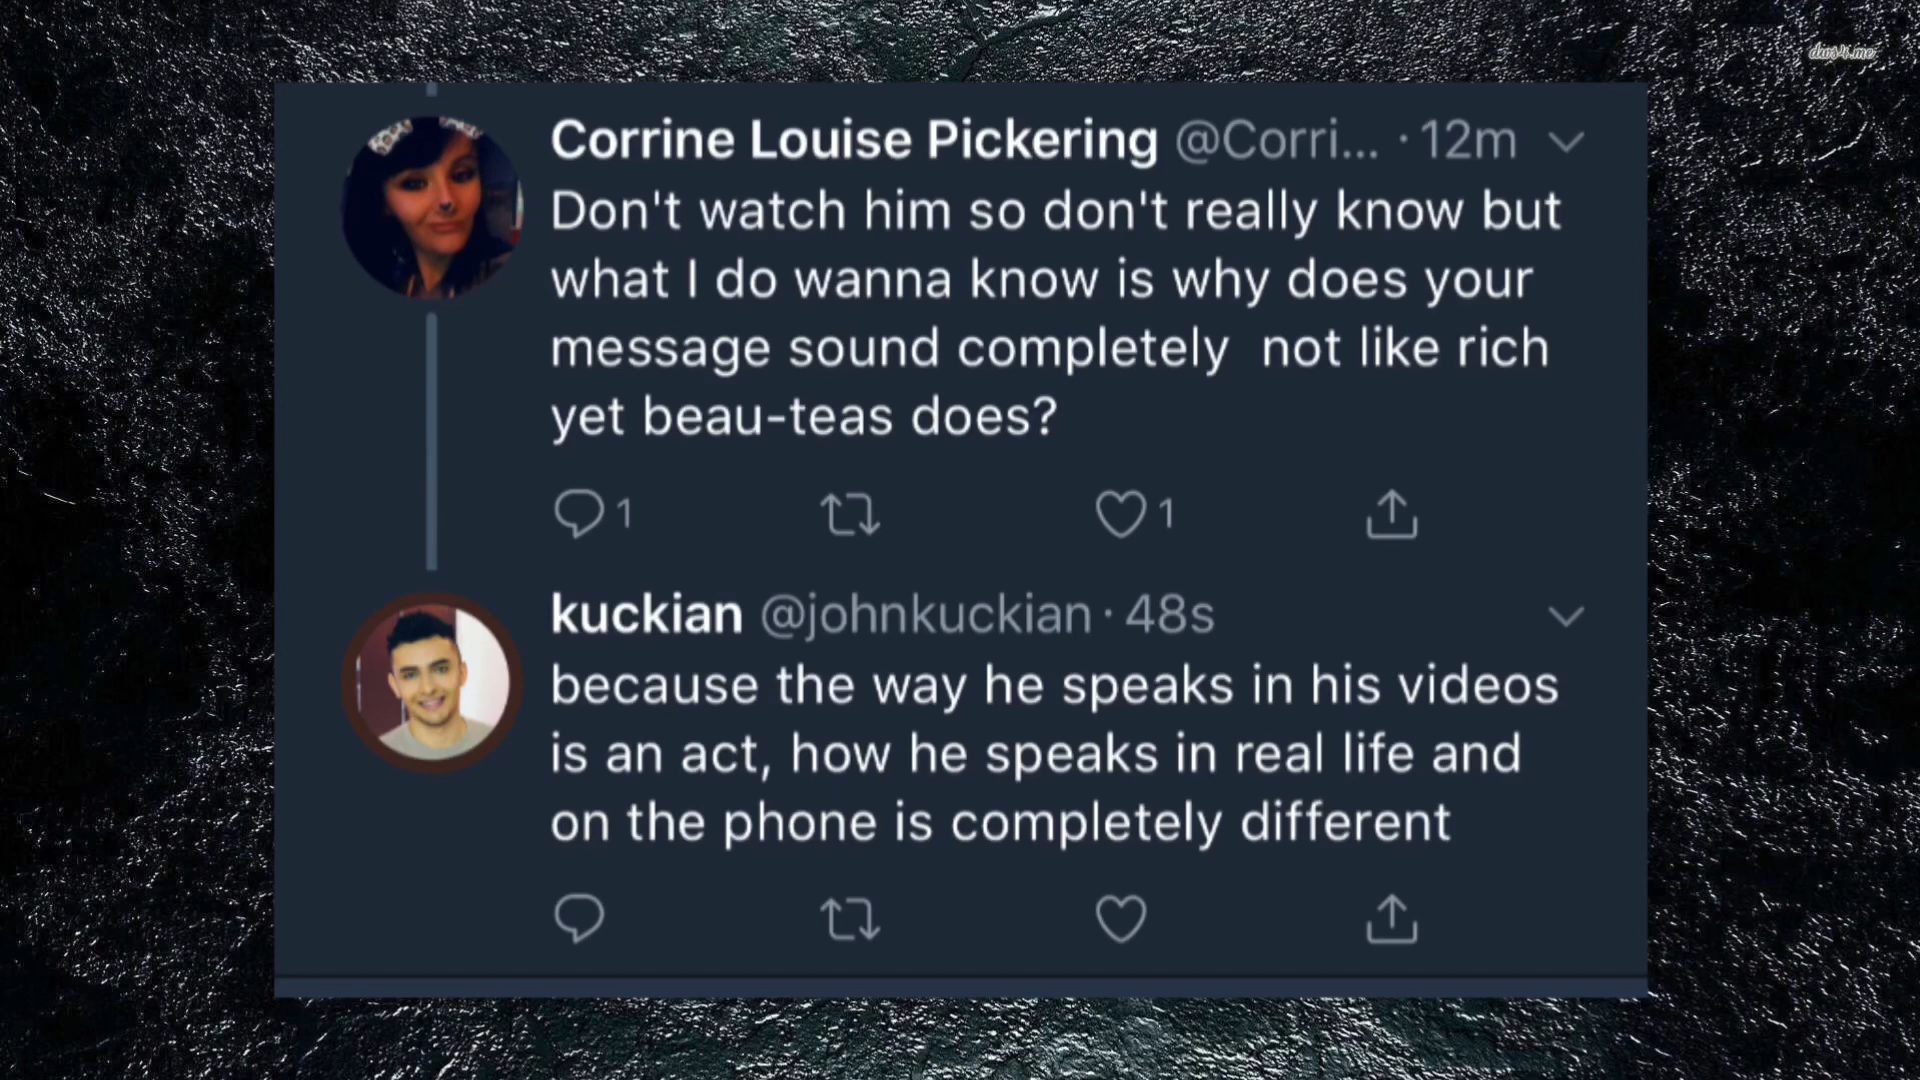 Corrine Louise Pickering @Corri... · 12m
Don't watch him so don't really know but
what I do wanna know is why does your
message sound completely  not like rich
yet beau-teas does?
1 1
kuckian @johnkuckian · 48s
because the way he speaks in his videos
is an act, how he speaks in real life and
on the phone is completely different